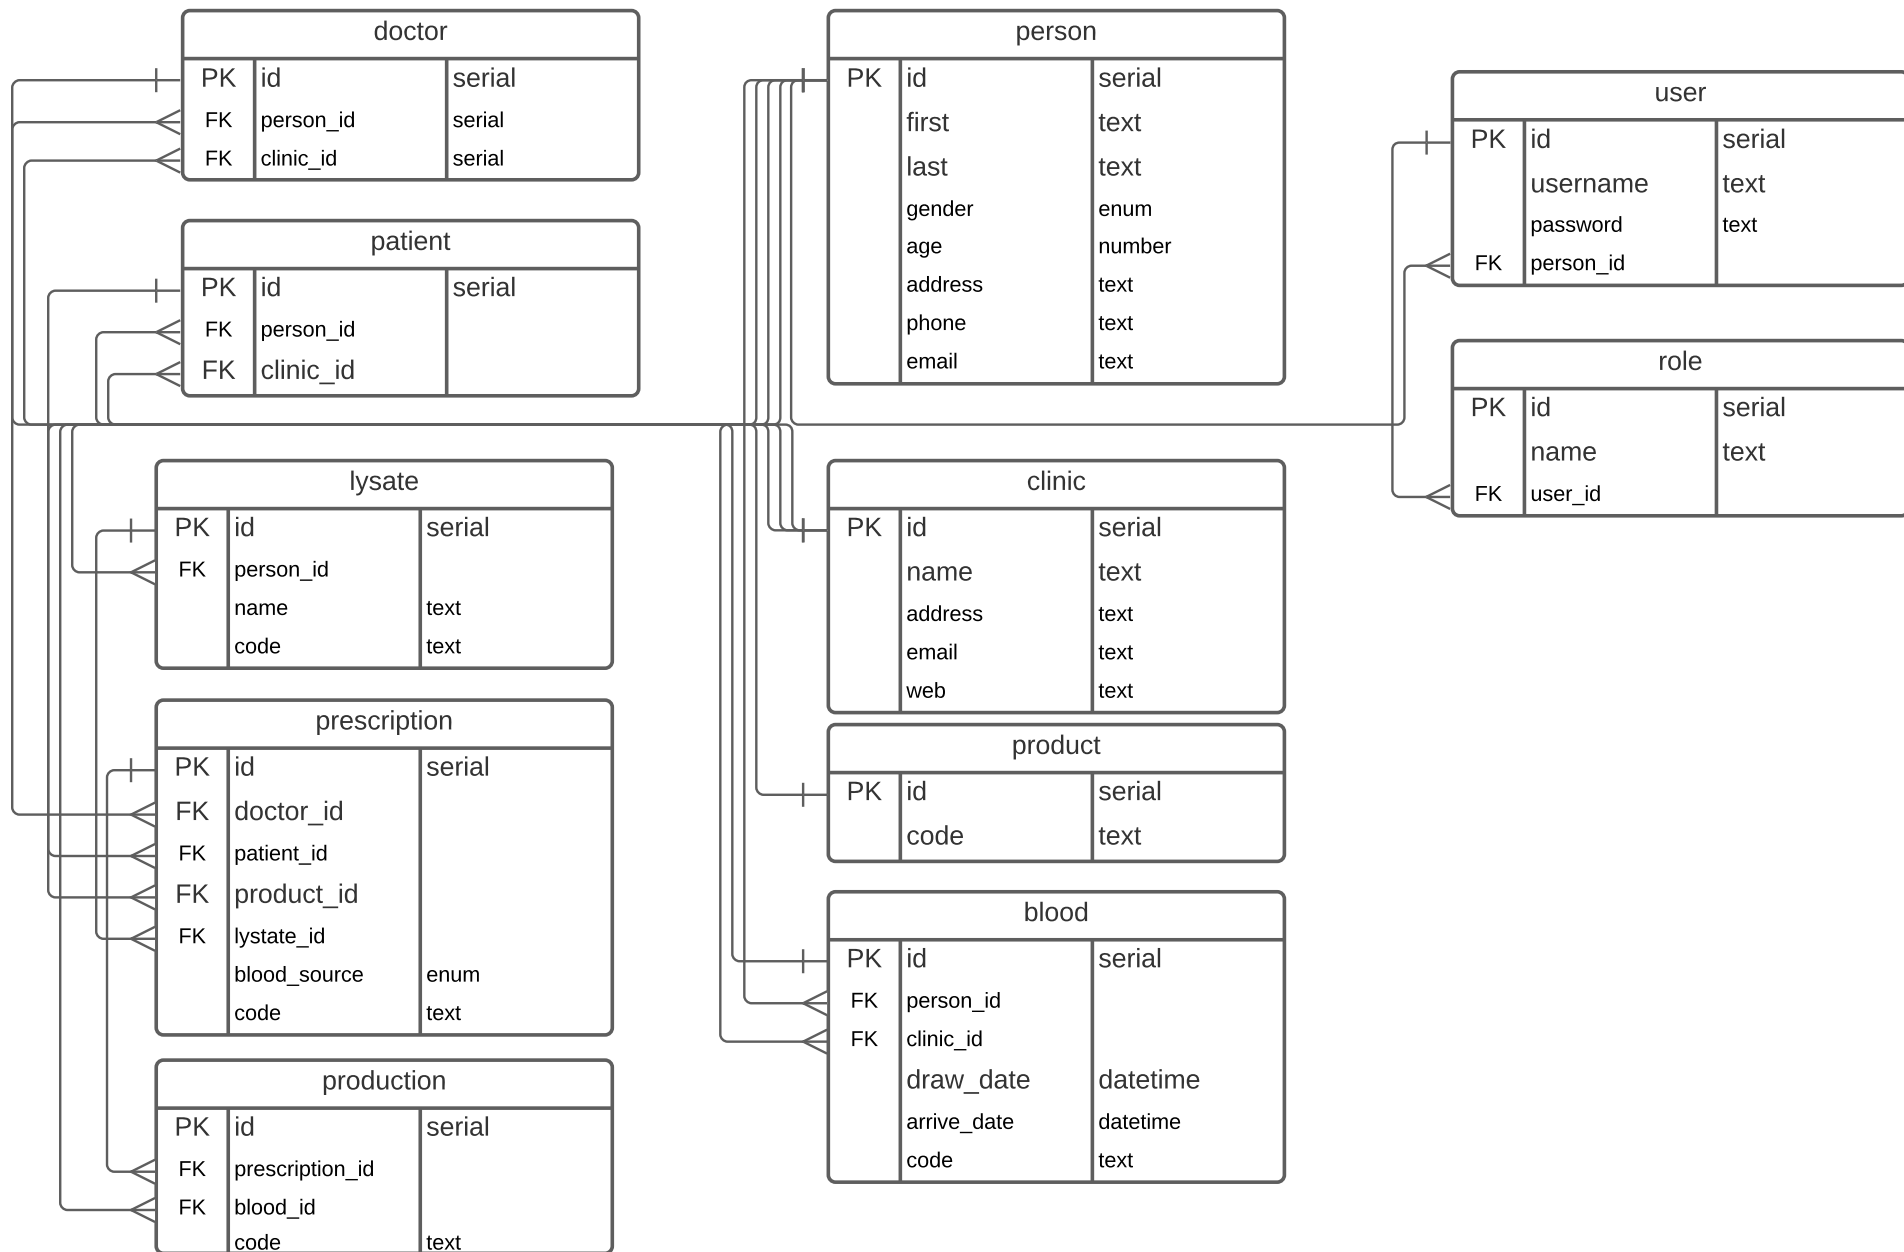 doctor
PK id serial
FK person_id serial
FK clinic_id serial
patient
PK id serial
FK person_id
FK clinic_id
lysate
PK id serial
FK person_id
name text
code text
prescription
PK id serial
FK doctor_id
FK patient_id
FK product_id
FK lystate_id
blood_source enum
code text
production
PK id serial
FK prescription_id
FK blood_id
code text
person
PK id serial
first text
last text
gender enum
age number
address text
phone text
email text
clinic
PK id serial
name text
address text
email text
web text
product
PK id serial
code text
blood
PK id serial
FK person_id
FK clinic_id
draw_date datetime
arrive_date datetime
code text
user
PK id serial
username text
password text
FK person_id
role
PK id serial
name text
FK user_id